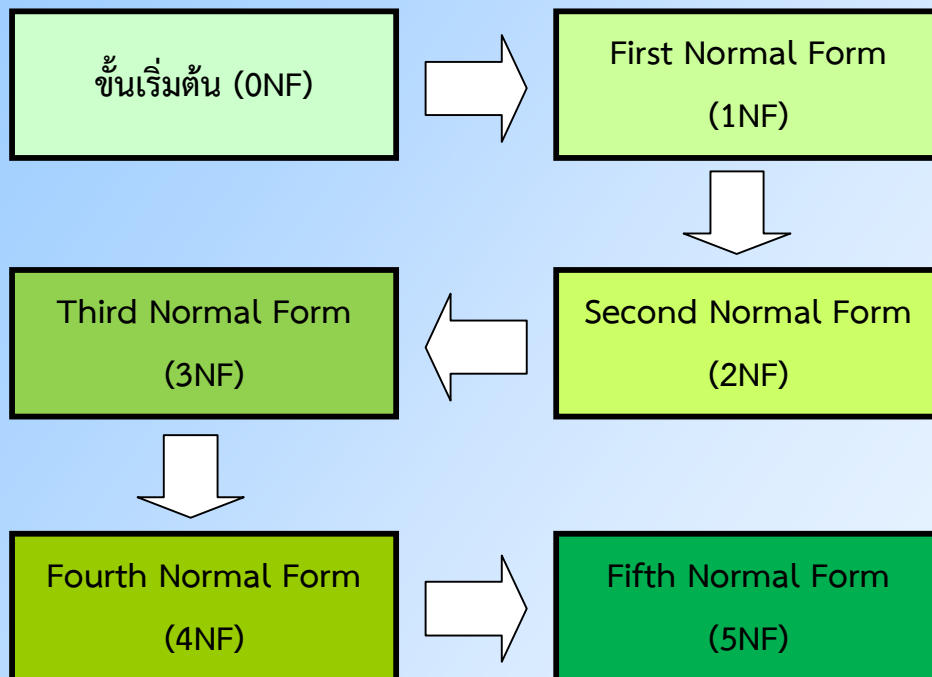 ขั้นเริ่มต้น (0NF)
First Normal Form
(1NF)
Second Normal Form
(2NF)
Third Normal Form
(3NF)
Fourth Normal Form
(4NF)
Fifth Normal Form
(5NF)